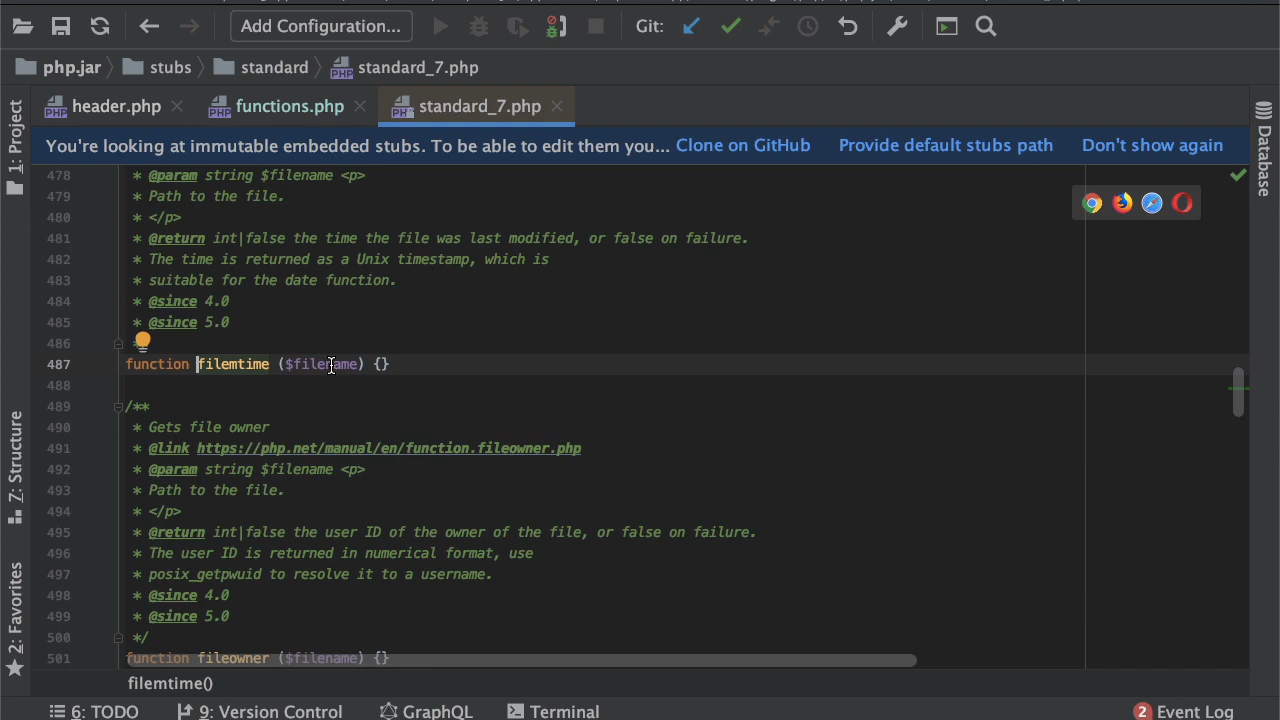 Add Configuration...
Git:
php.jar
stubs
standard
standard_7.php
header.php
functions.php
standard_7.php
You're looking at immutable embedded stubs. To be able to edit them you... Clone on GitHub Provide default stubs path Don't show again
1: Project
7: Structure
2: Favorites
Database
478 * @param string $filename <p>
479 * Path to the file.
480 * </p>
481 * @return int|false the time the file was last modified, or false on failure.
482 * The time is returned as a Unix timestamp, which is
483 * suitable for the date function.
484 * @since 4.0
485 * @since 5.0
486 *
487 function filemtime ($filename) {}
488
489 /**
490 * Gets file owner
491 * @link https://php.net/manual/en/function.fileowner.php
492 * @param string $filename <p>
493 * Path to the file.
494 * </p>
495 * @return int|false the user ID of the owner of the file, or false on failure.
496 * The user ID is returned in numerical format, use
497 * posix_getpwuid to resolve it to a username.
498 * @since 4.0
499 * @since 5.0
500 */
501 function fileowner ($filename) {}
filemtime()
6: TODO
9: Version Control
GraphQL
Terminal
2 Event Log